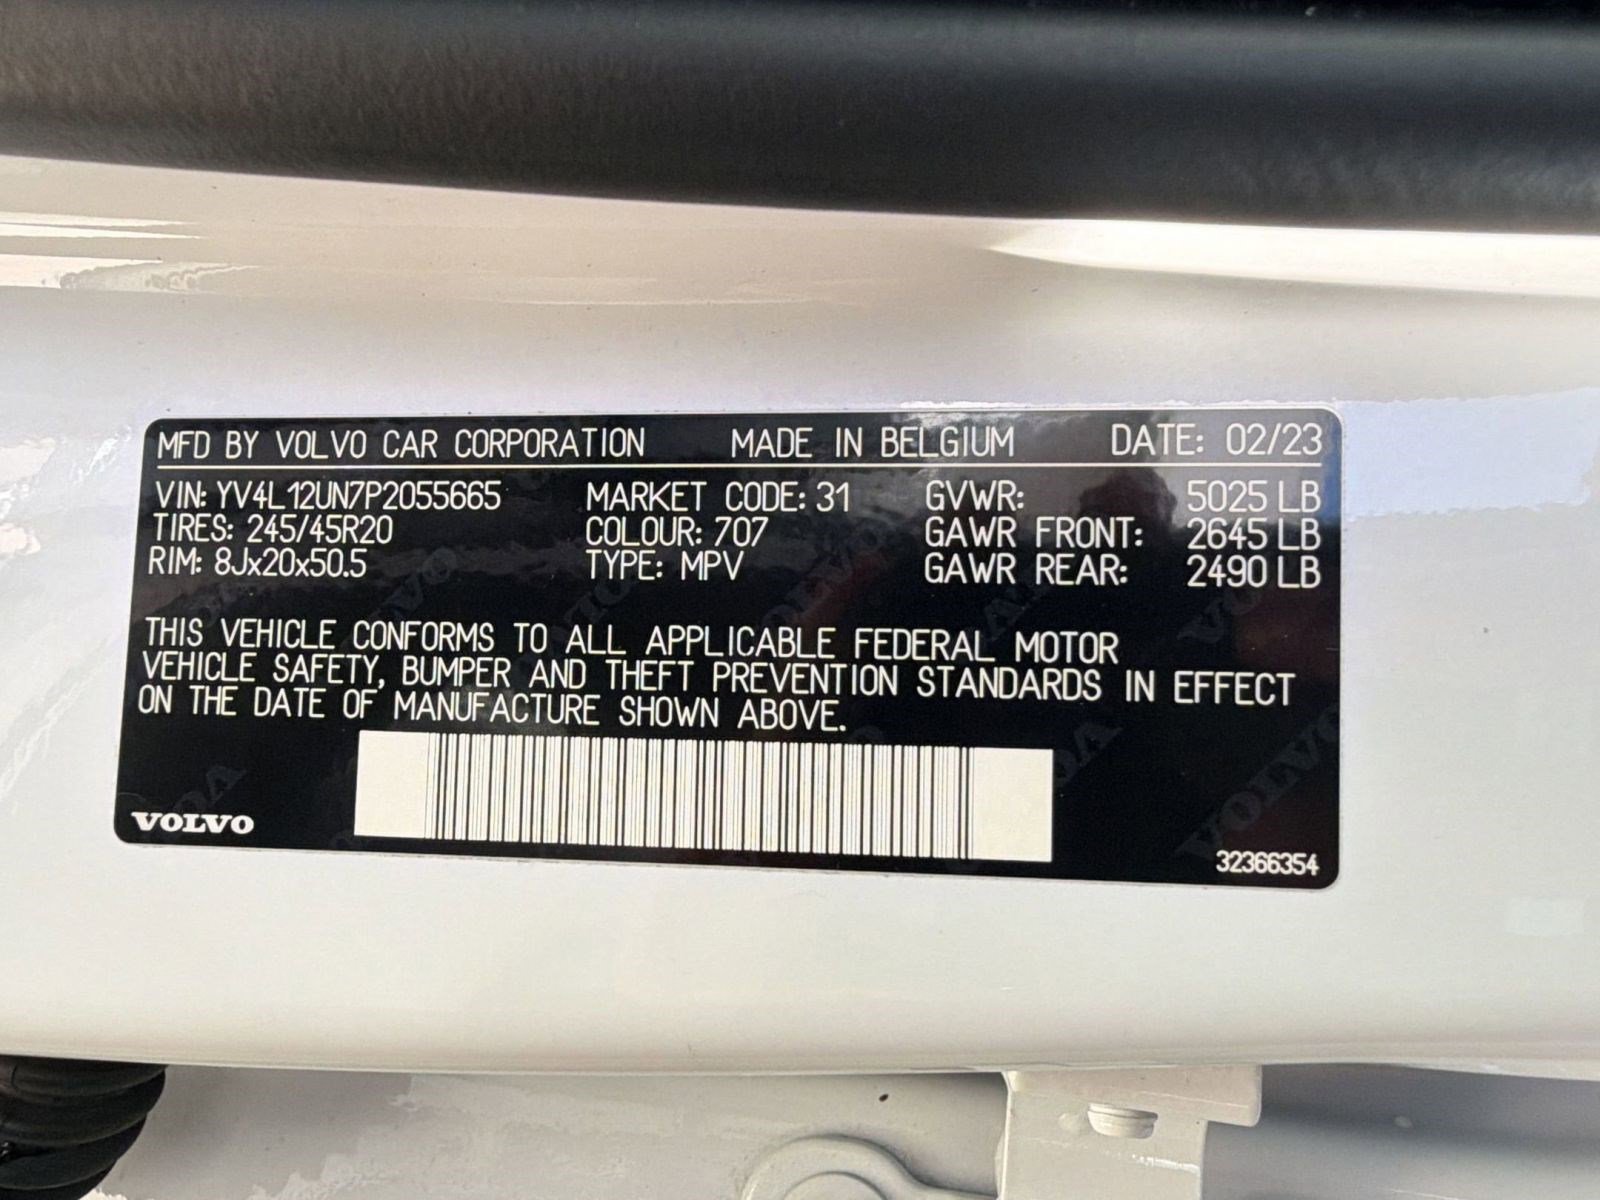 MFD BY VOLVO CAR CORPORATION MADE IN BELGIUM DATE: 02/23
VIN: YV4L12UN7P2055665 MARKET CODE: 31 GVWR: 5025 LB
TIRES: 245/45R20 COLOUR: 707 GAWR FRONT: 2645 LB
RIM: 8Jx20x50.5 TYPE: MPV GAWR REAR: 2490 LB
THIS VEHICLE CONFORMS TO ALL APPLICABLE FEDERAL MOTOR
VEHICLE SAFETY, BUMPER AND THEFT PREVENTION STANDARDS IN EFFECT
ON THE DATE OF MANUFACTURE SHOWN ABOVE.
VOLVO
32366354